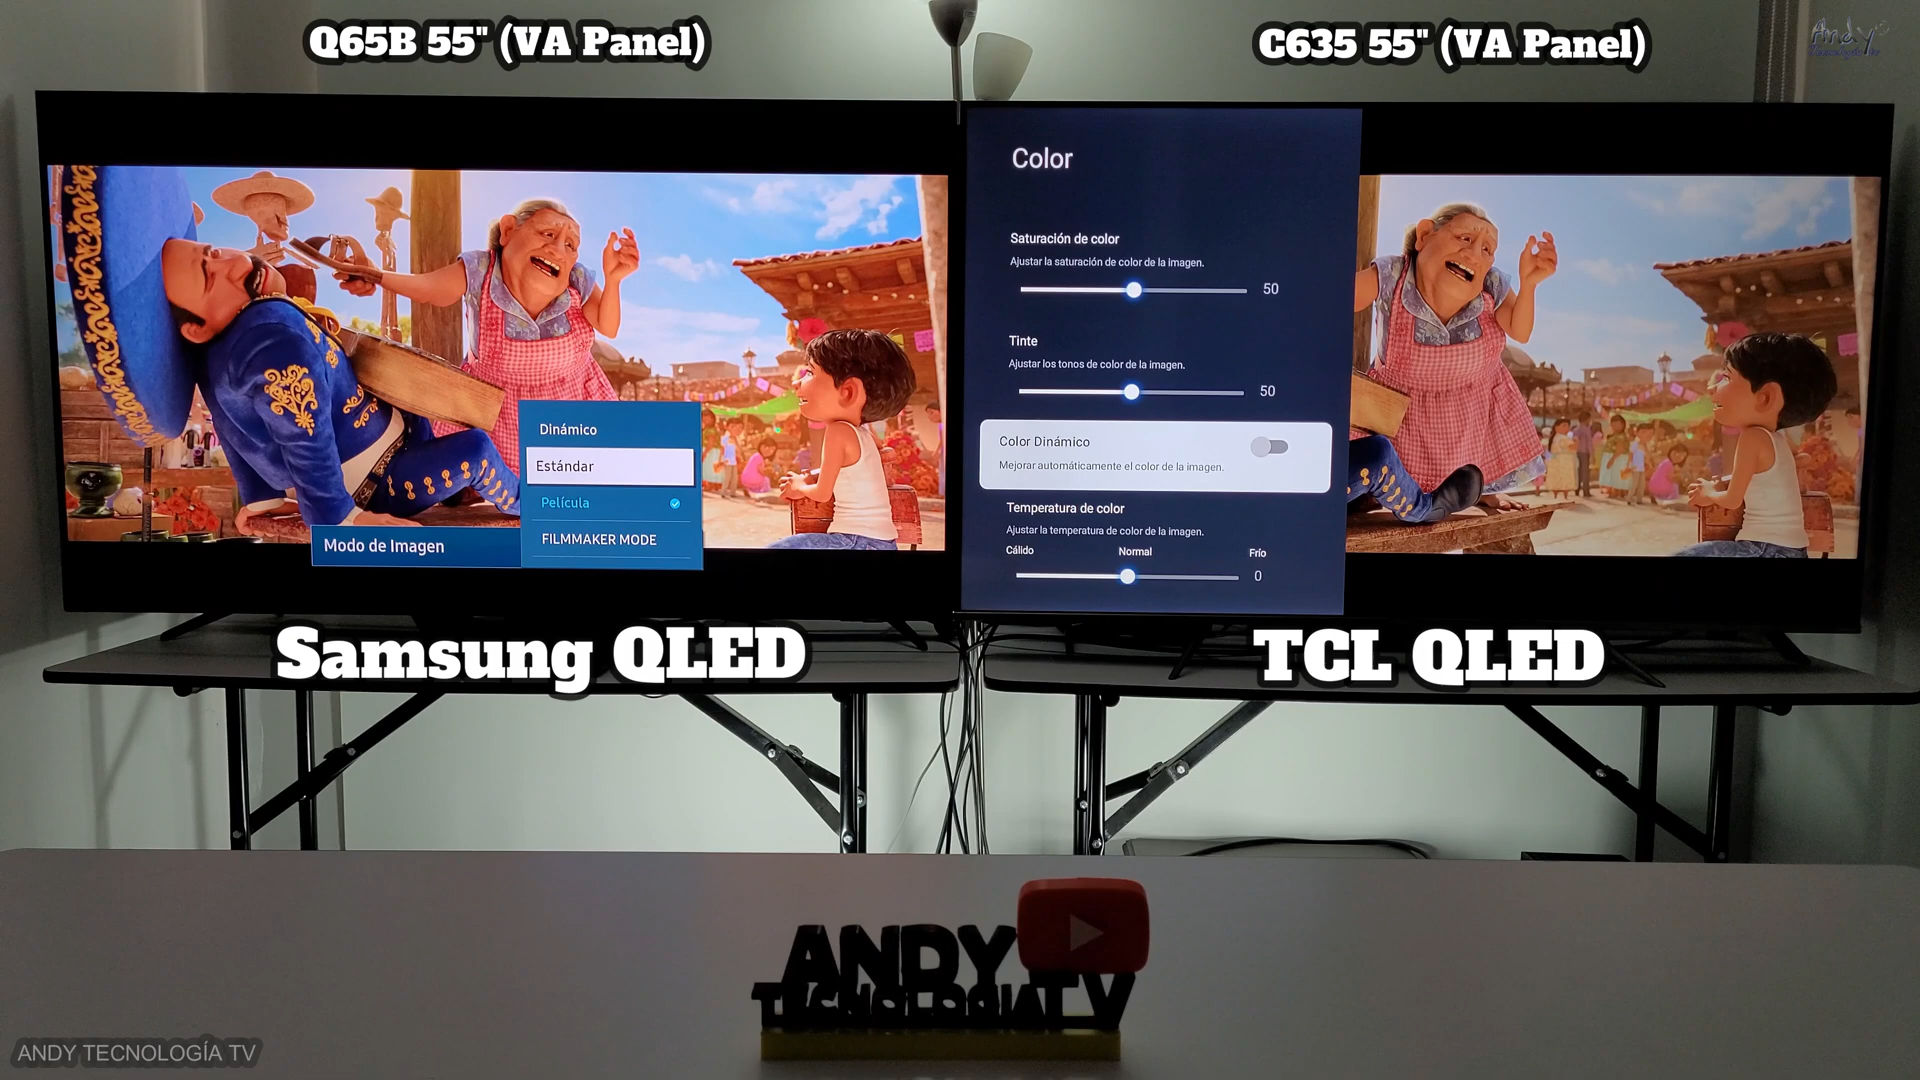 Q65B 55" (VA Panel)
C635 55" (VA Panel)
Andy
Color
Saturación de color
Ajustar la saturación de color de la imagen.
50
Tinte
Ajustar los tonos de color de la imagen.
50
Color Dinámico
Mejorar automáticamente el color de la imagen.
Temperatura de color
Ajustar la temperatura de color de la imagen.
Cálido Normal Frío
0
Dinámico
Estándar
Película
FILMMAKER MODE
Modo de Imagen
Samsung QLED
TCL QLED
ANDY
TECNOLOGIA TV
ANDY TECNOLOGÍA TV